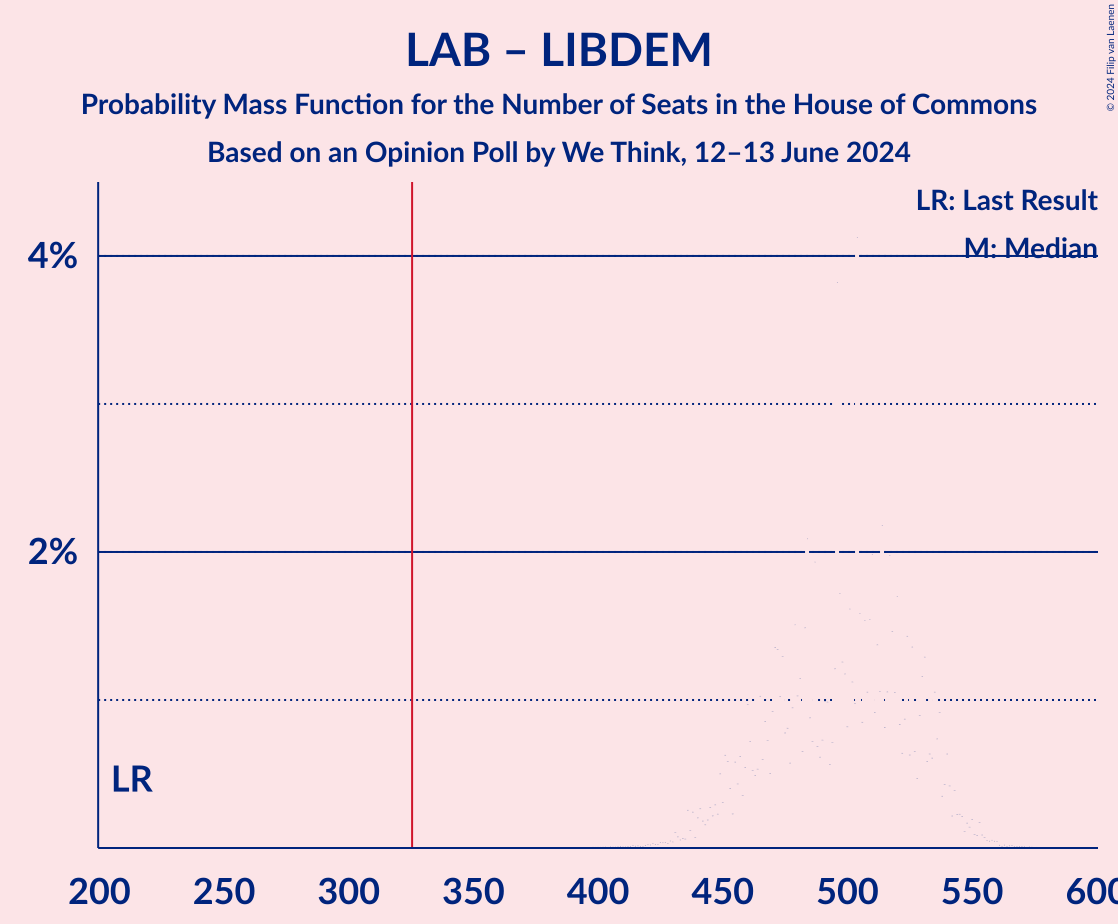 LAB – LIBDEM
Probability Mass Function for the Number of Seats in the House of Commons
Based on an Opinion Poll by We Think, 12–13 June 2024
© 2024 Filip van Laenen
LR: Last Result
M: Median
4%
2%
LR
200 250 300 350 400 450 500 550 600